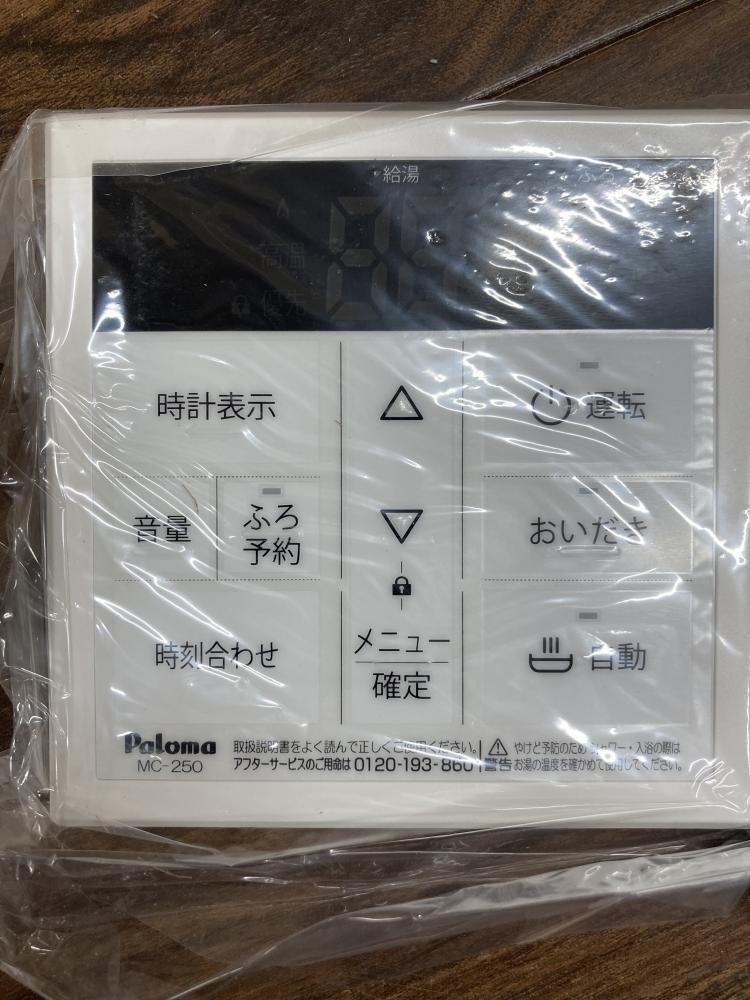 給湯
ふろ
高温
優先
時計表示
運転
音量
ふろ
予約
おいだき
時刻合わせ
メニュー
確定
自動
Paloma
MC-250
取扱説明書をよく読んで正しくご使用ください。
アフターサービスのご用命は 0120-193-860
警告
やけど予防のため シャワー・入浴の際は
お湯の温度を確かめて使用してください。